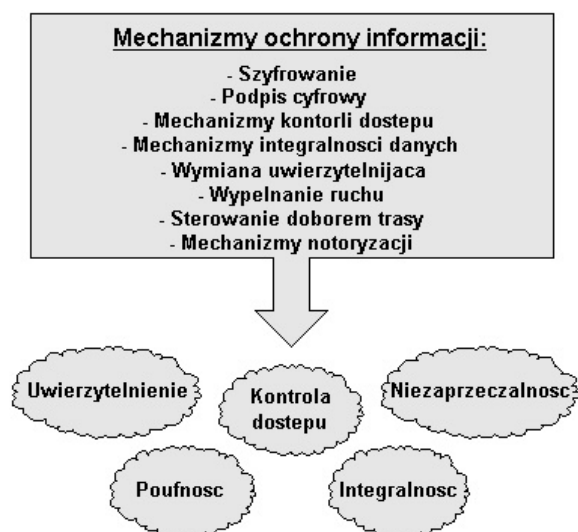 Mechanizmy ochrony informacji:
- Szyfrowanie
- Podpis cyfrowy
- Mechanizmy kontorli dostepu
- Mechanizmy integralnosci danych
- Wymiana uwierzytelnijaca
- Wypelnanie ruchu
- Sterowanie doborem trasy
- Mechanizmy notoryzacji
Uwierzytelnienie
Kontrola
dostepu
Niezaprzeczalnosc
Poufnosc
Integralnosc